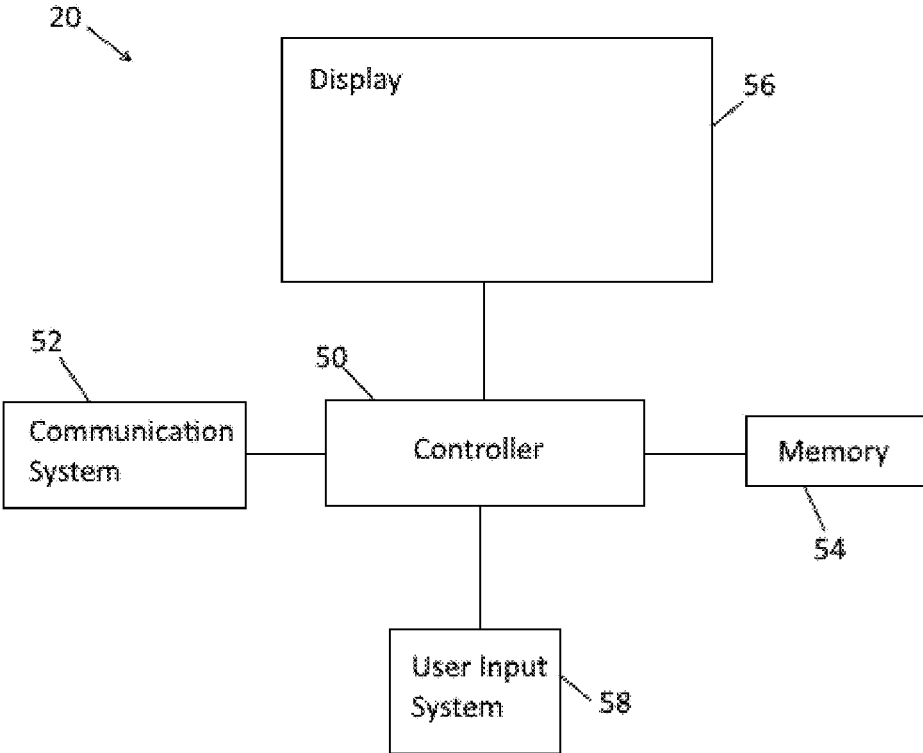 20
Display
56
52
50
Communication
System
Controller
Memory
54
User Input
System
58